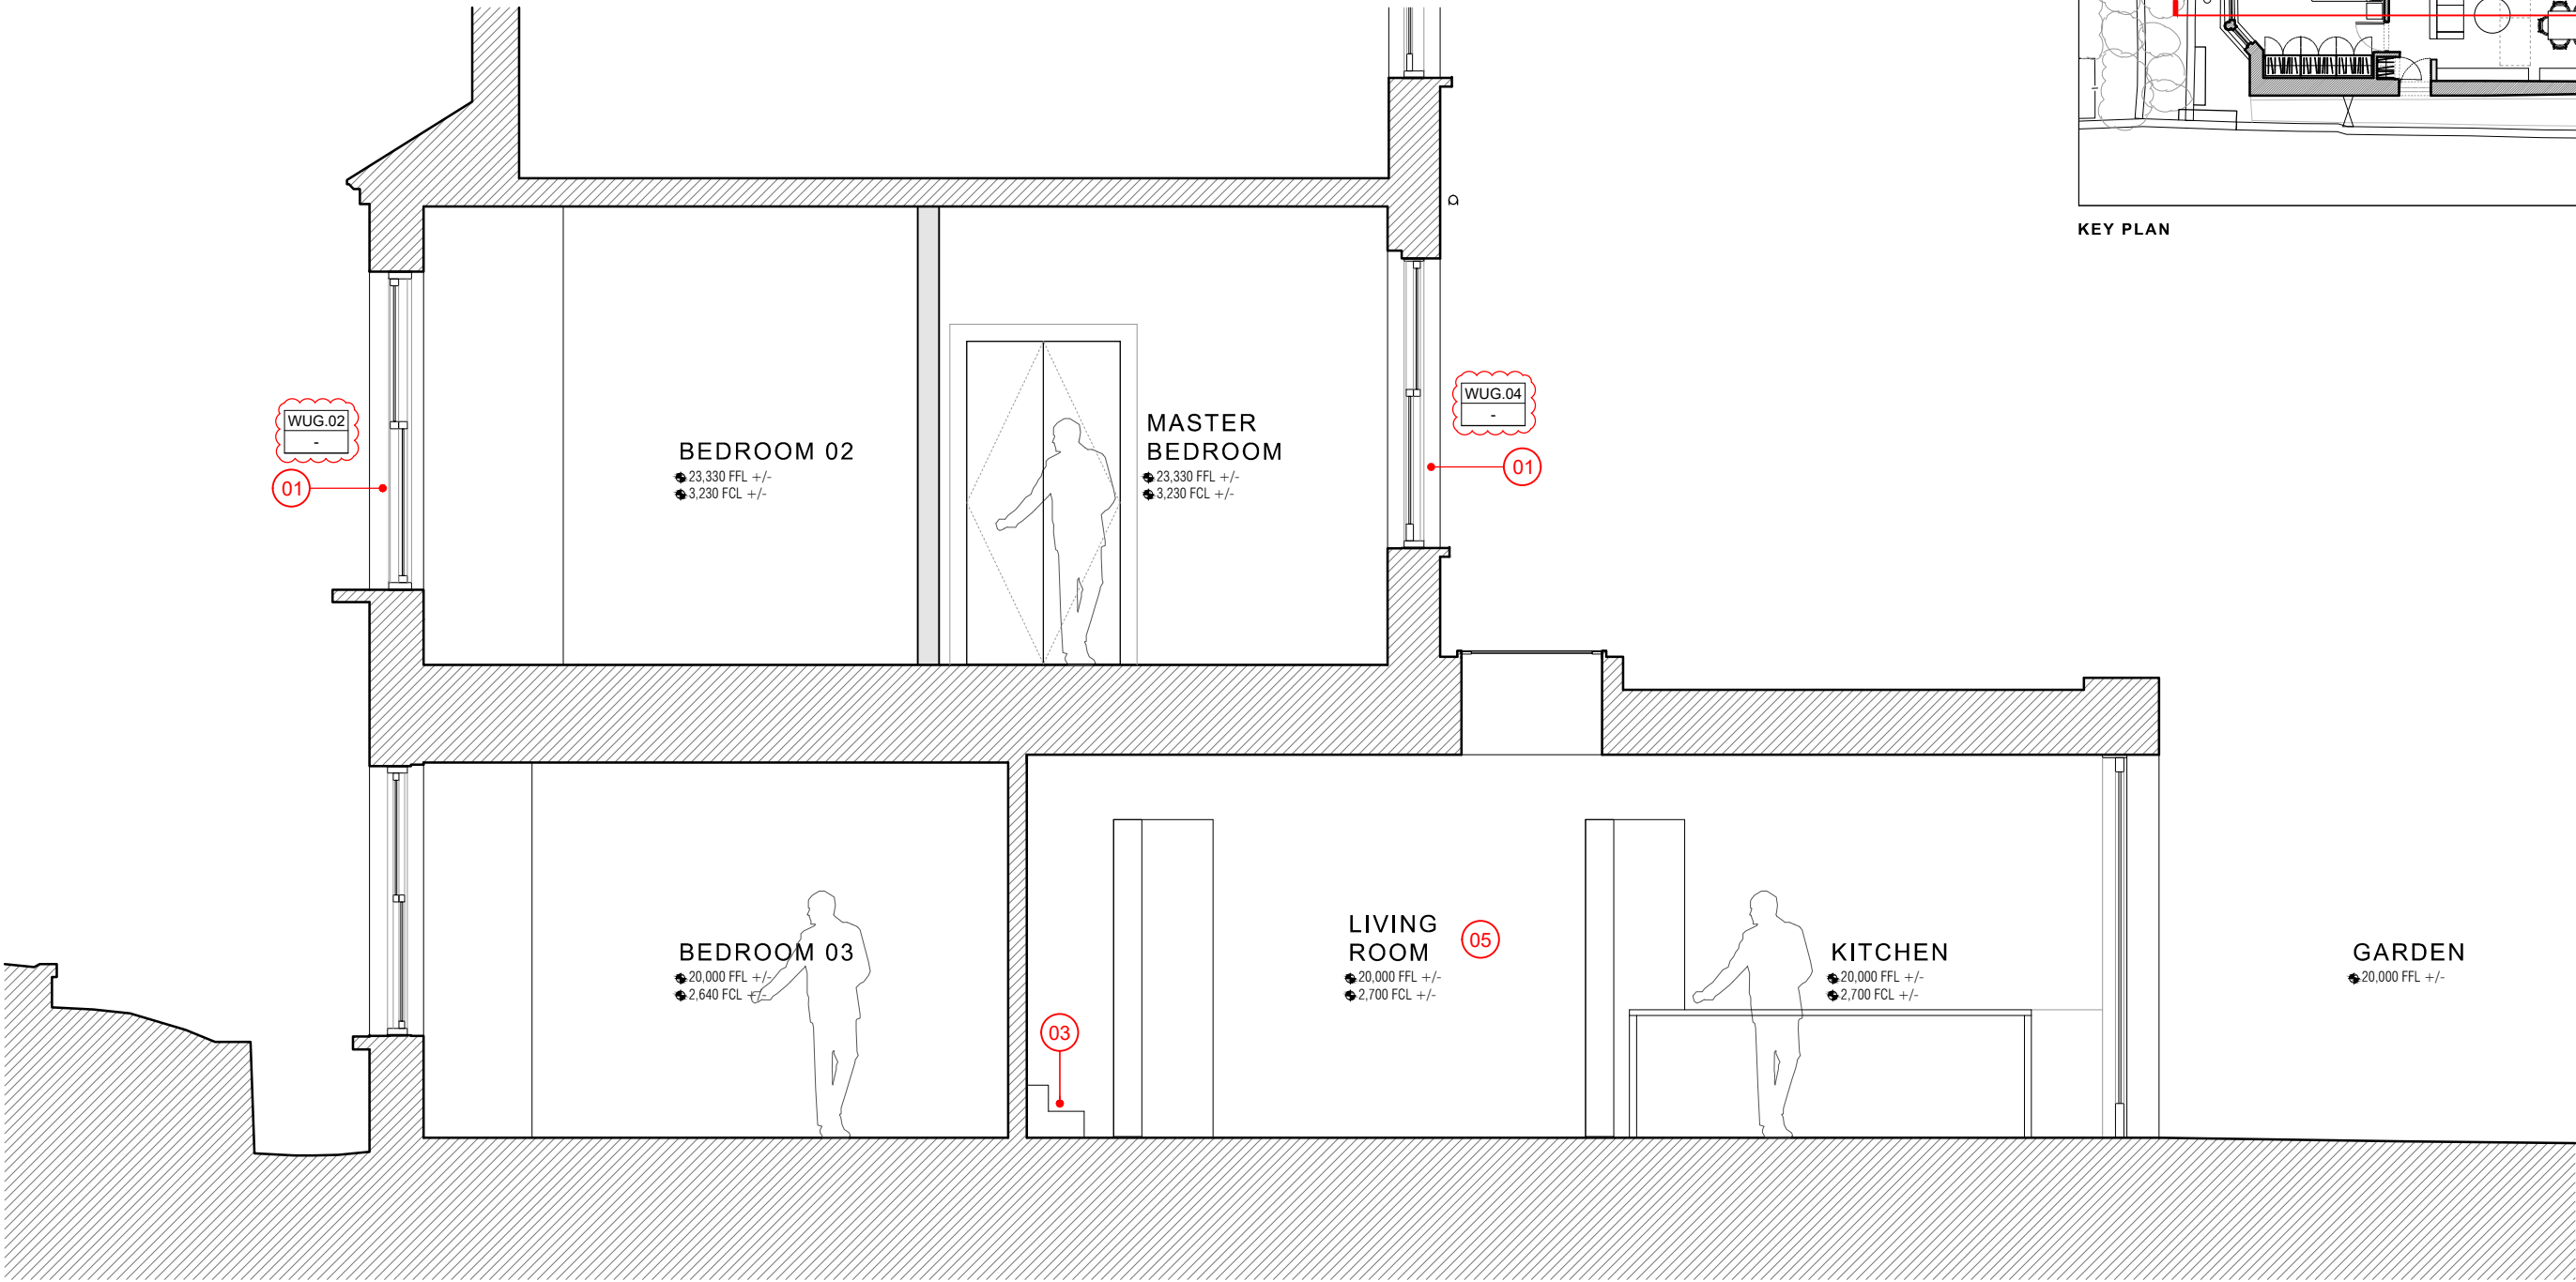 KEY PLAN
WUG.02
-
01
BEDROOM 02
23,330 FFL +/-
3,230 FCL +/-
MASTER
BEDROOM
23,330 FFL +/-
3,230 FCL +/-
WUG.04
-
01
BEDROOM 03
20,000 FFL +/-
2,640 FCL +/-
03
LIVING
ROOM
20,000 FFL +/-
2,700 FCL +/-
05
KITCHEN
20,000 FFL +/-
2,700 FCL +/-
GARDEN
20,000 FFL +/-